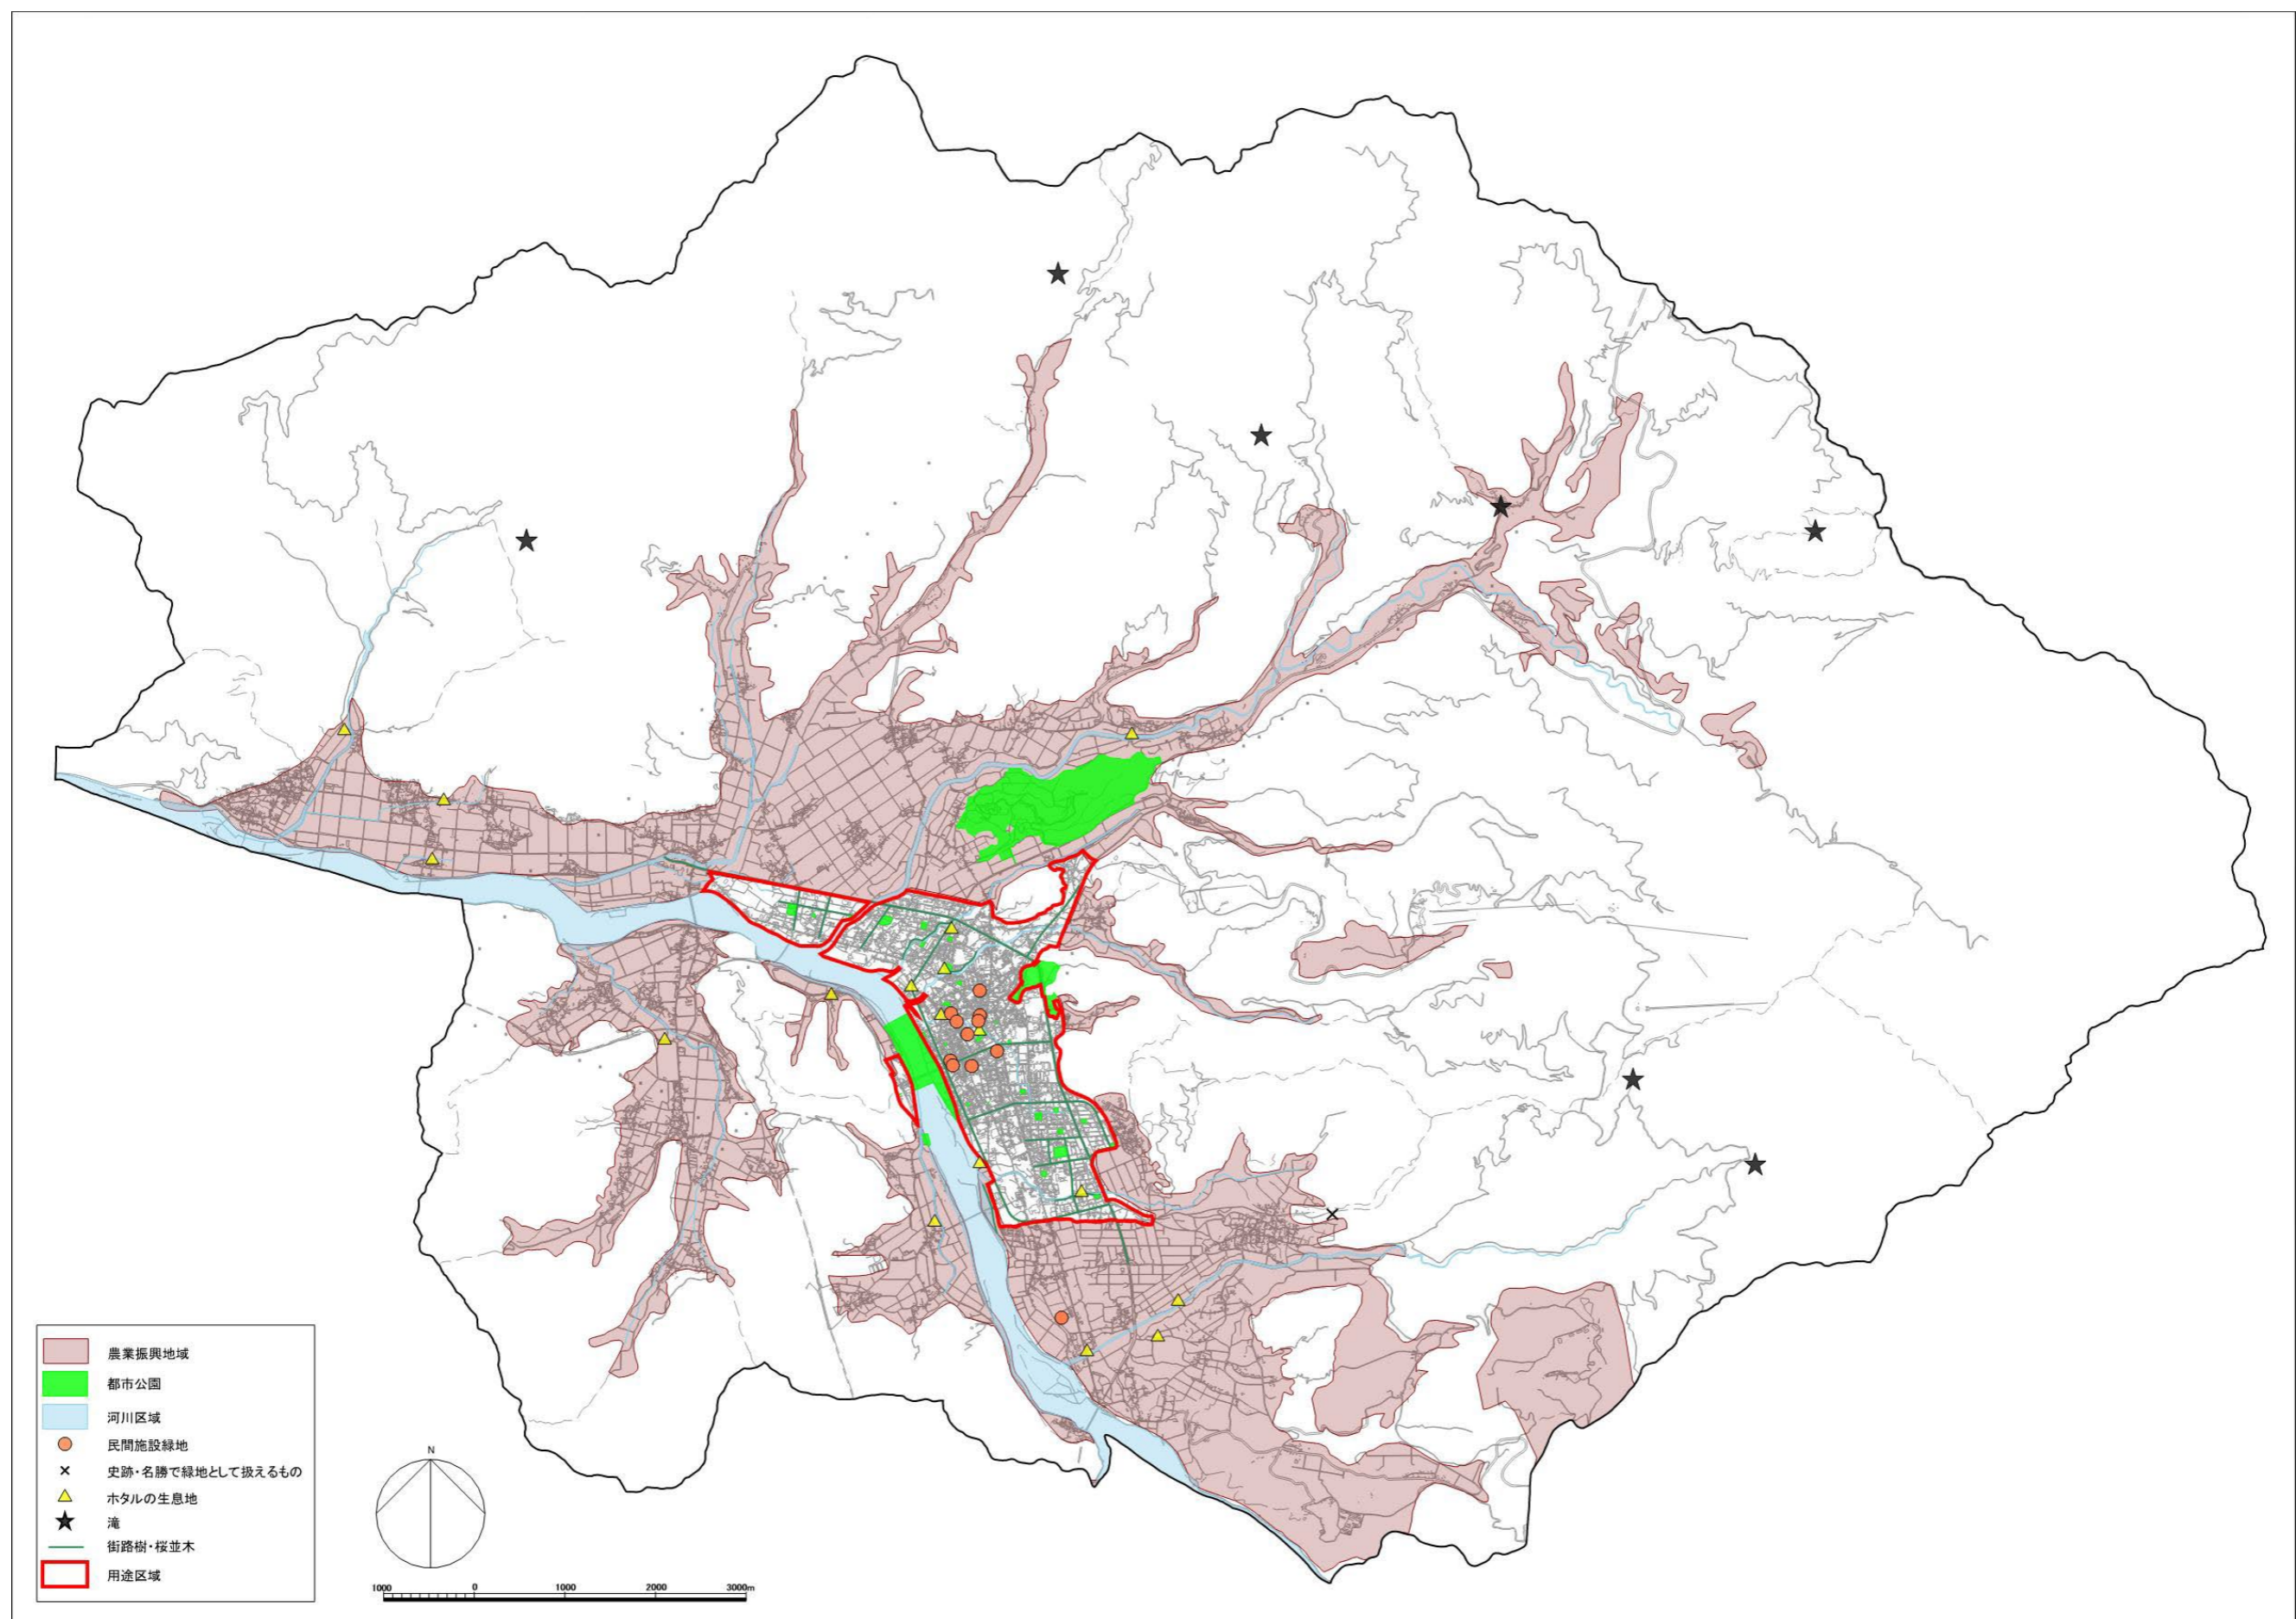 農業振興地域
都市公園
河川区域
民間施設緑地
史跡・名勝で緑地として扱えるもの
ホタルの生息地
滝
街路樹・桜並木
用途区域
N
1000 0 1000 2000 3000m